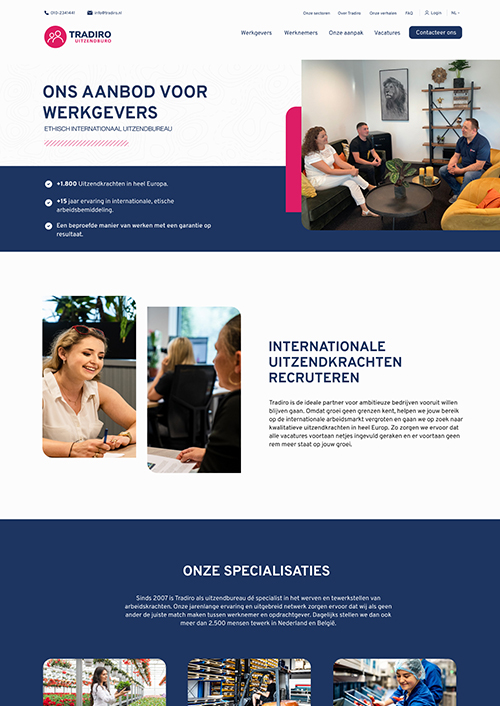 010-2341441 info@tradiro.nl Onze sectoren Over Tradiro Onze verhalen FAQ Login NL
TRADIRO
UITZENDBURO
Werkgevers Werknemers Onze aanpak Vacatures Contacteer ons
ONS AANBOD VOOR
WERKGEVERS
ETHISCH INTERNATIONAAL UITZENDBUREAU
+1.800 Uitzendkrachten in heel Europa.
+15 jaar ervaring in internationale, etische
arbeidsbemiddeling.
Een beproefde manier van werken met een garantie op
resultaat.
INTERNATIONALE
UITZENDKRACHTEN
RECRUTEREN
Tradiro is de ideale partner voor ambitieuze bedrijven vooruit willen
blijven gaan. Omdat groei geen grenzen kent, helpen we jouw bereik
op de internationale arbeidsmarkt vergroten en gaan we op zoek naar
kwalitatieve uitzendkrachten in heel Europ. Zo zorgen we ervoor dat
alle vacatures voortaan netjes ingevuld geraken en er voortaan geen
rem meer staat op jouw groei.
ONZE SPECIALISATIES
Sinds 2007 is Tradiro als uitzendbureau dé specialist in het werven en tewerkstellen van
arbeidskrachten. Onze jarenlange ervaring en uitgebreid netwerk zorgen ervoor dat wij als geen
ander de juiste match maken tussen werknemer en opdrachtgever. Dagelijks stellen we dan ook
meer dan 2.500 mensen tewerk in Nederland en België.